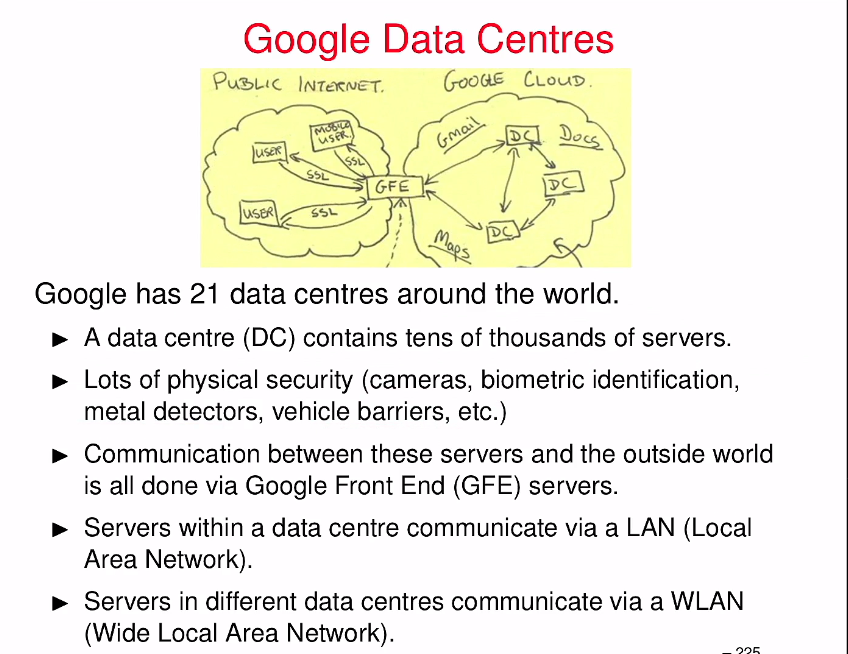 Google Data Centres
PUBLIC INTERNET. GOOGLE CLOUD.
Gmail
DC
Docs
MOBILE USER
USER
SSL
SSL
GFE
DC
USER
SSL
DC
Maps
Google has 21 data centres around the world.
► A data centre (DC) contains tens of thousands of servers.
► Lots of physical security (cameras, biometric identification,
metal detectors, vehicle barriers, etc.)
► Communication between these servers and the outside world
is all done via Google Front End (GFE) servers.
► Servers within a data centre communicate via a LAN (Local
Area Network).
► Servers in different data centres communicate via a WLAN
(Wide Local Area Network).
– 225